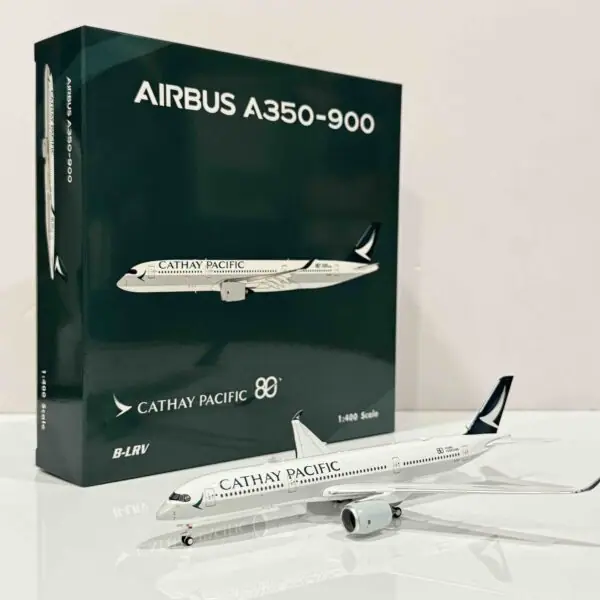 AIRBUS A350-900
AIRBUS A350-900
CATHAY PACIFIC
CATHAY PACIFIC 80
1:400 Scale
1:400 Scale
B-LRV
CATHAY PACIFIC
80